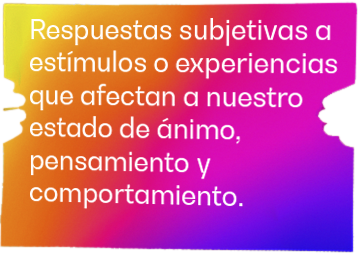 Respuestas subjetivas a
estímulos o experiencias
que afectan a nuestro
estado de ánimo,
pensamiento y
comportamiento.